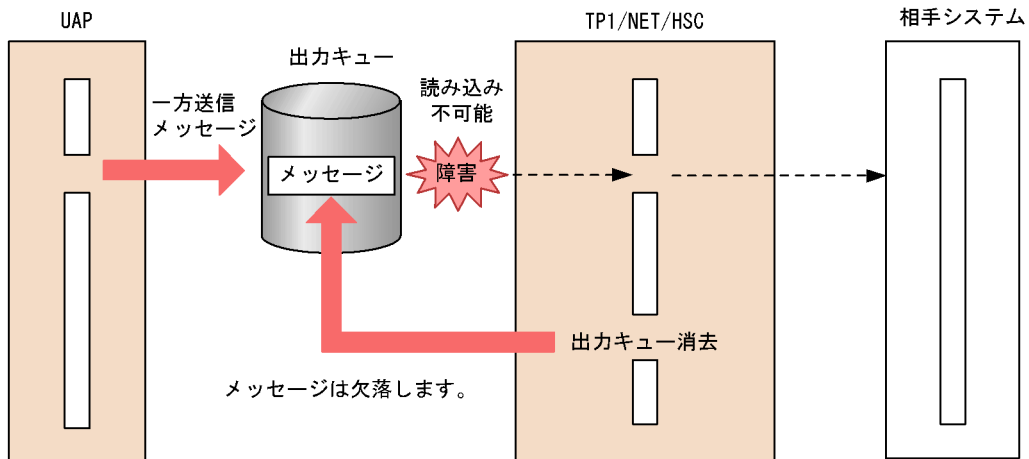 UAP
TP1/NET/HSC
相手システム
出力キュー
一方送信
メッセージ
読み込み
不可能
メッセージ
障害
出力キュー消去
メッセージは欠落します。